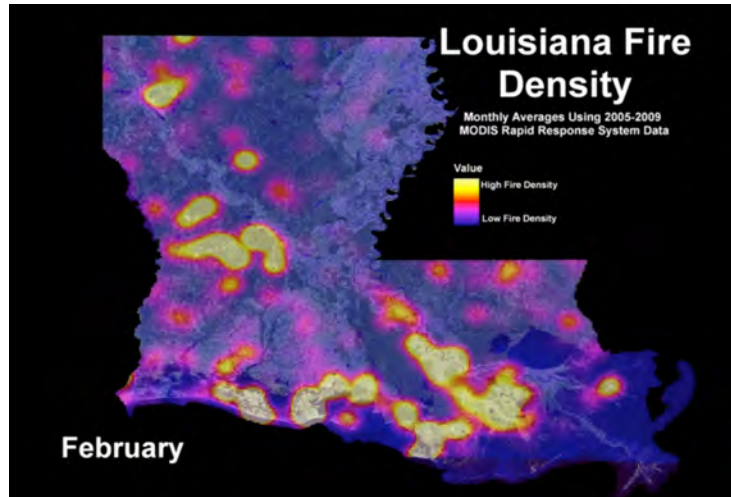 Louisiana Fire
Density
Monthly Averages Using 2005-2009
MODIS Rapid Response System Data
Value
High Fire Density
Low Fire Density
February